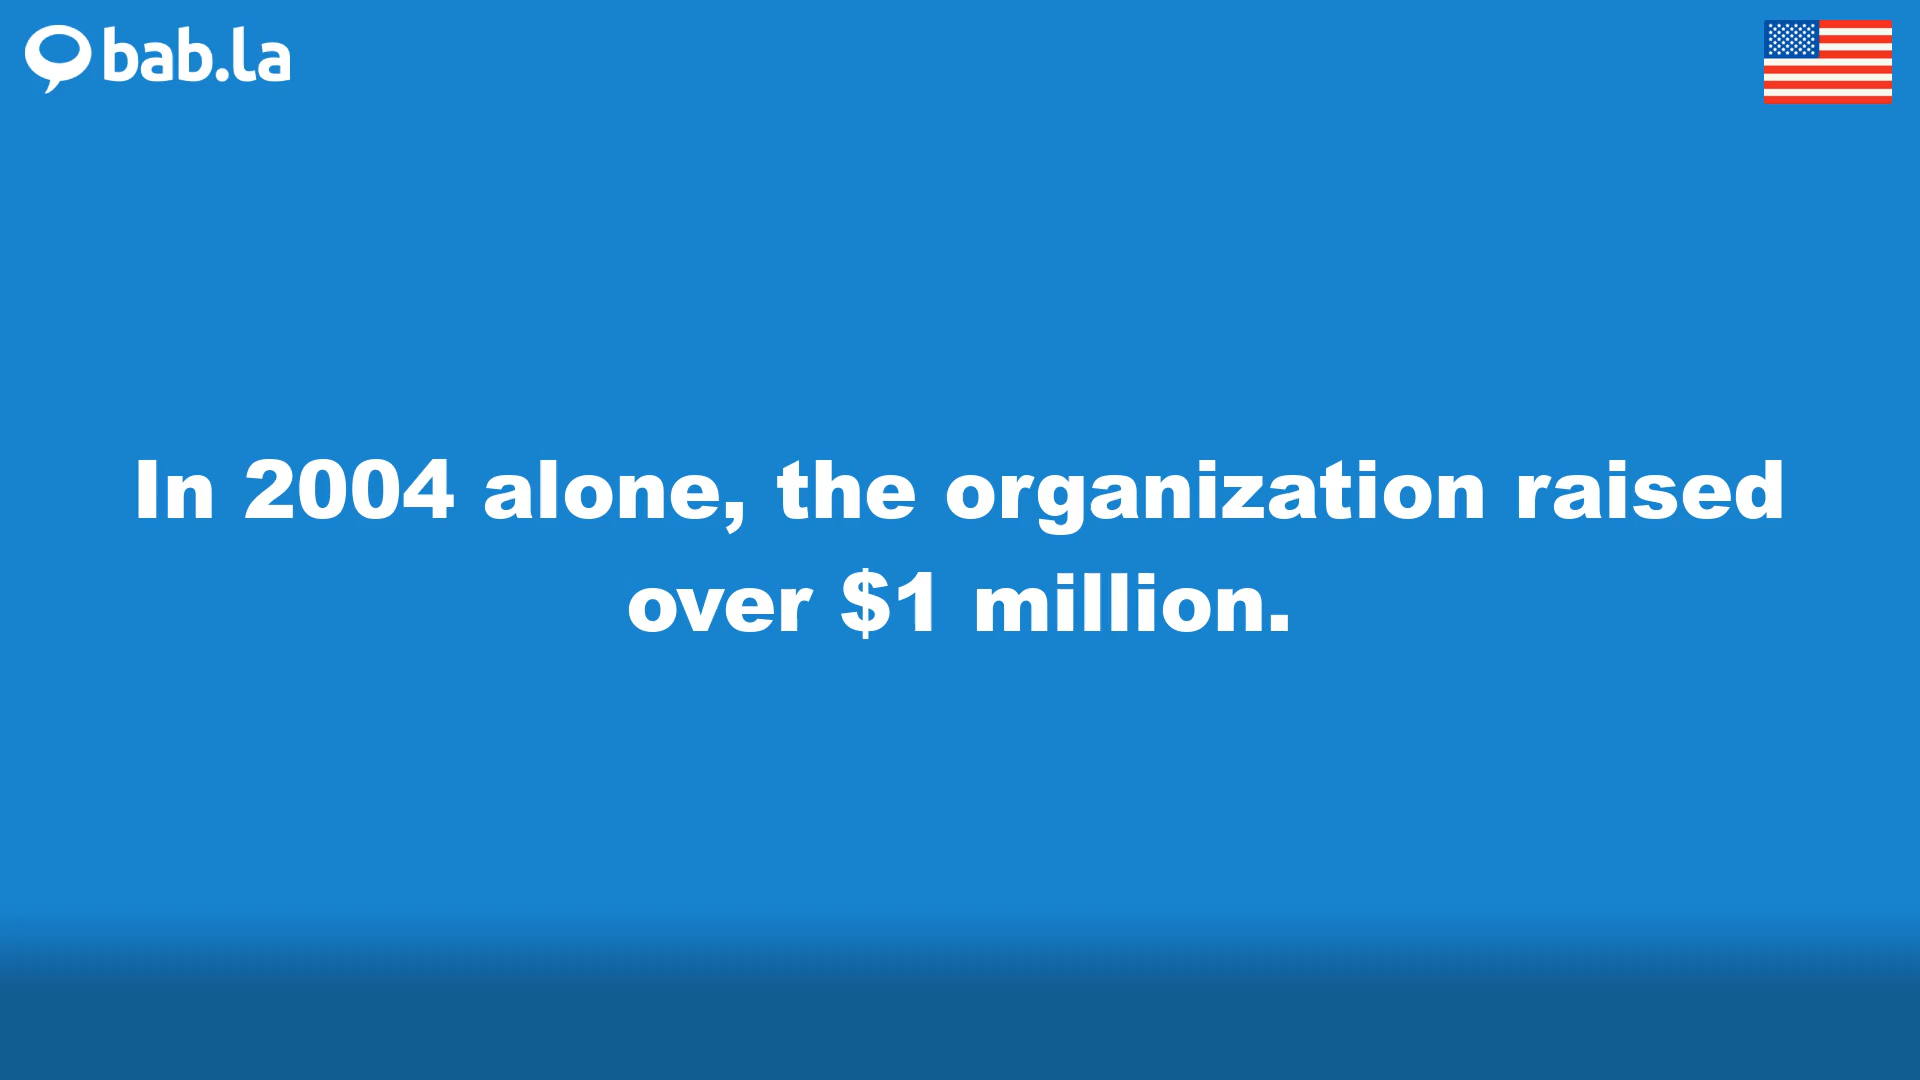 bab.la
In 2004 alone, the organization raised
over $1 million.